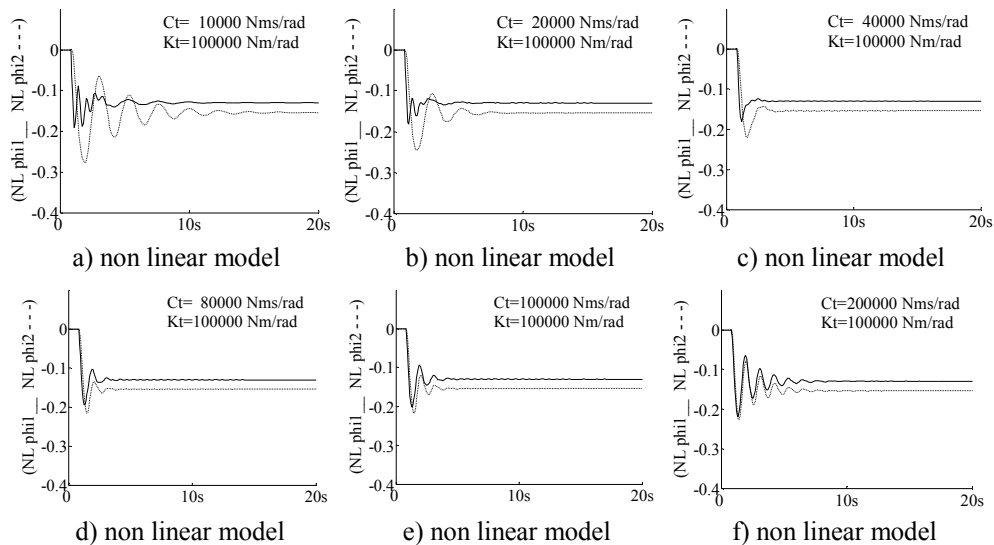 Ct= 10000 Nms/rad
Kt=100000 Nm/rad
(NL phi1__ NL phi2 - - -)
0
-0.1
-0.2
-0.3
-0.4
0
10s
20s
a) non linear model
Ct= 20000 Nms/rad
Kt=100000 Nm/rad
(NL phi1__ NL phi2 - - -)
0
-0.1
-0.2
-0.3
-0.4
0
10s
20s
b) non linear model
Ct= 40000 Nms/rad
Kt=100000 Nm/rad
(NL phi1__ NL phi2 - - -)
0
-0.1
-0.2
-0.3
-0.4
0
10s
20s
c) non linear model
Ct= 80000 Nms/rad
Kt=100000 Nm/rad
(NL phi1__ NL phi2 - - -)
0
-0.1
-0.2
-0.3
-0.4
0
10s
20s
d) non linear model
Ct=100000 Nms/rad
Kt=100000 Nm/rad
(NL phi1__ NL phi2 - - -)
0
-0.1
-0.2
-0.3
-0.4
0
10s
20s
e) non linear model
Ct=200000 Nms/rad
Kt=100000 Nm/rad
(NL phi1__ NL phi2 - - -)
0
-0.1
-0.2
-0.3
-0.4
0
10s
20s
f) non linear model